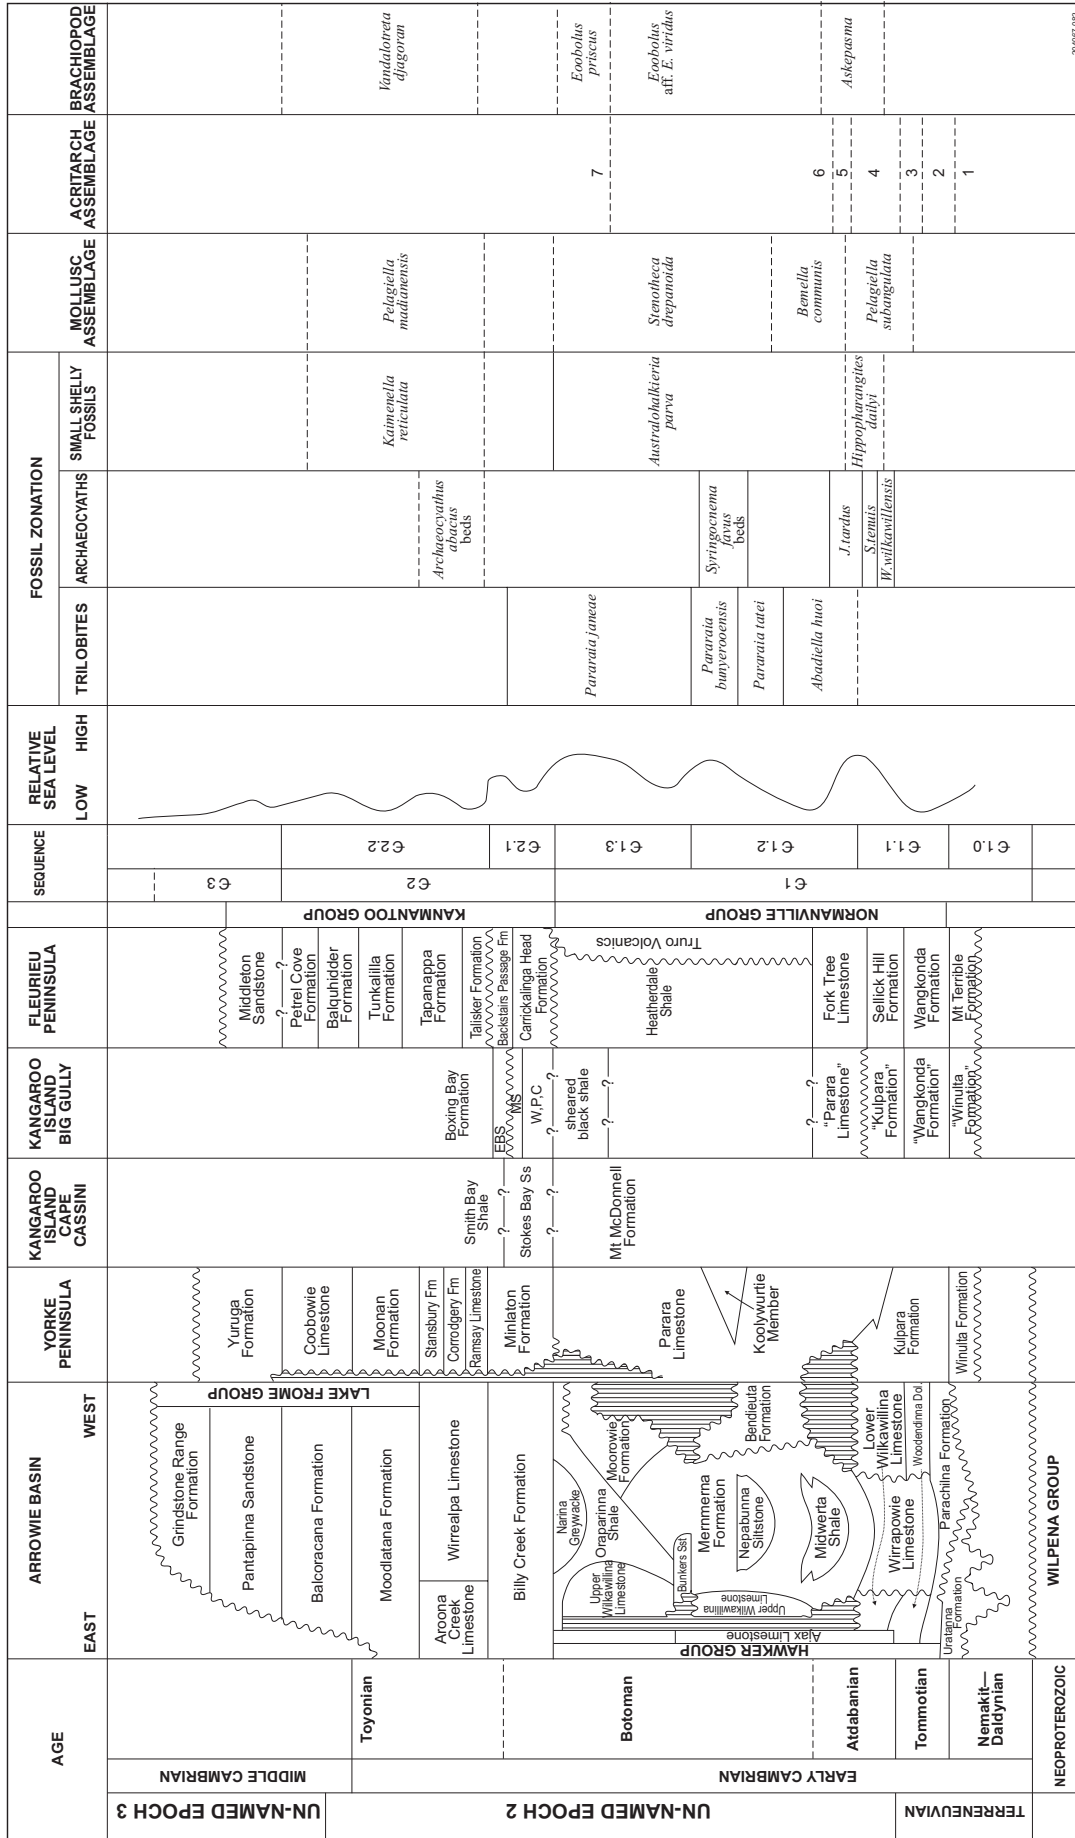 AGE
ARROWIE BASIN
EAST
WEST
YORKE
PENINSULA
KANGAROO
ISLAND
CAPE
CASSINI
KANGAROO
ISLAND
BIG GULLY
FLEURIEU
PENINSULA
SEQUENCE
RELATIVE
SEA LEVEL
LOW
HIGH
FOSSIL ZONATION
TRILOBITES
ARCHAEOCYATHS
SMALL SHELLY
FOSSILS
MOLLUSC
ASSEMBLAGE
ACRITARCH
ASSEMBLAGE
BRACHIOPOD
ASSEMBLAGE
UN-NAMED EPOCH 3
UN-NAMED EPOCH 2
TERRENEUVIAN
MIDDLE CAMBRIAN
EARLY CAMBRIAN
NEOPROTEROZOIC
Toyonian
Botoman
Atdabanian
Tommotian
Nemakit—
Daldynian
LAKE FROME GROUP
Grindstone Range
Formation
Pantapinna Sandstone
Balcoracana Formation
Moodlatana Formation
Aroona
Creek
Limestone
Wirrealpa Limestone
Billy Creek Formation
HAWKER GROUP
Ajax Limestone
Narina
Greywacke
Upper
Wilkawillina
Limestone
Oraparinna
Shale
Moorowie
Formation
Bunkers Sst
Upper Wilkawillina
Limestone
Mernmerna
Formation
Nepabunna
Siltstone
Bendieuta
Formation
Midwerta
Shale
Lower
Wilkawillina
Limestone
Wirrapowie
Limestone
Woodendinna Dol.
Parachilna Formation
Uratanna
Formation
WILPENA GROUP
Yuruga
Formation
Coobowie
Limestone
Moonan
Formation
Stansbury Fm
Corrodgery Fm
Ramsay Limestone
Minlaton
Formation
Parara
Limestone
Koolywurtie
Member
Kulpara
Formation
Winulta Formation
Smith Bay
Shale
? ?
Stokes Bay Ss
? ?
Mt McDonnell
Formation
Boxing Bay
Formation
EBS
MS
W,P,C
? ?
sheared
black shale
? ?
? ?
“Parara
Limestone”
“Kulpara
Formation”
“Wangkonda
Formation”
“Winulta
Formation”
Middleton
Sandstone
? ?
Petrel Cove
Formation
Balquhidder
Formation
Tunkalilla
Formation
Tapanappa
Formation
Talisker Formation
Backstairs Passage Fm
Carrickalinga Head
Formation
Heatherdale
Shale
Truro Volcanics
Fork Tree
Limestone
Sellick Hill
Formation
Wangkonda
Formation
Mt Terrible
Formation
KANMANTOO GROUP
NORMANVILLE GROUP
Є3
Є2
Є1
Є2.2
Є2.1
Є1.3
Є1.2
Є1.1
Є1.0
Pararaia janeae
Pararaia
bunyerooensis
Pararaia tatei
Abadiella huoi
Archaeocyathus
abacus
beds
Syringocnema
favus
beds
J.tardus
S.tenuis
W.wilkawillensis
Kaimenella
reticulata
Australohalkieria
parva
Hippopharangites
dailyi
Pelagiella
madianensis
Stenotheca
drepanoida
Bemella
communis
Pelagiella
subangulata
7
6
5
4
3
2
1
Vandalotreta
djagoran
Eoobolus
priscus
Eoobolus
aff. E. viridus
Askepasma